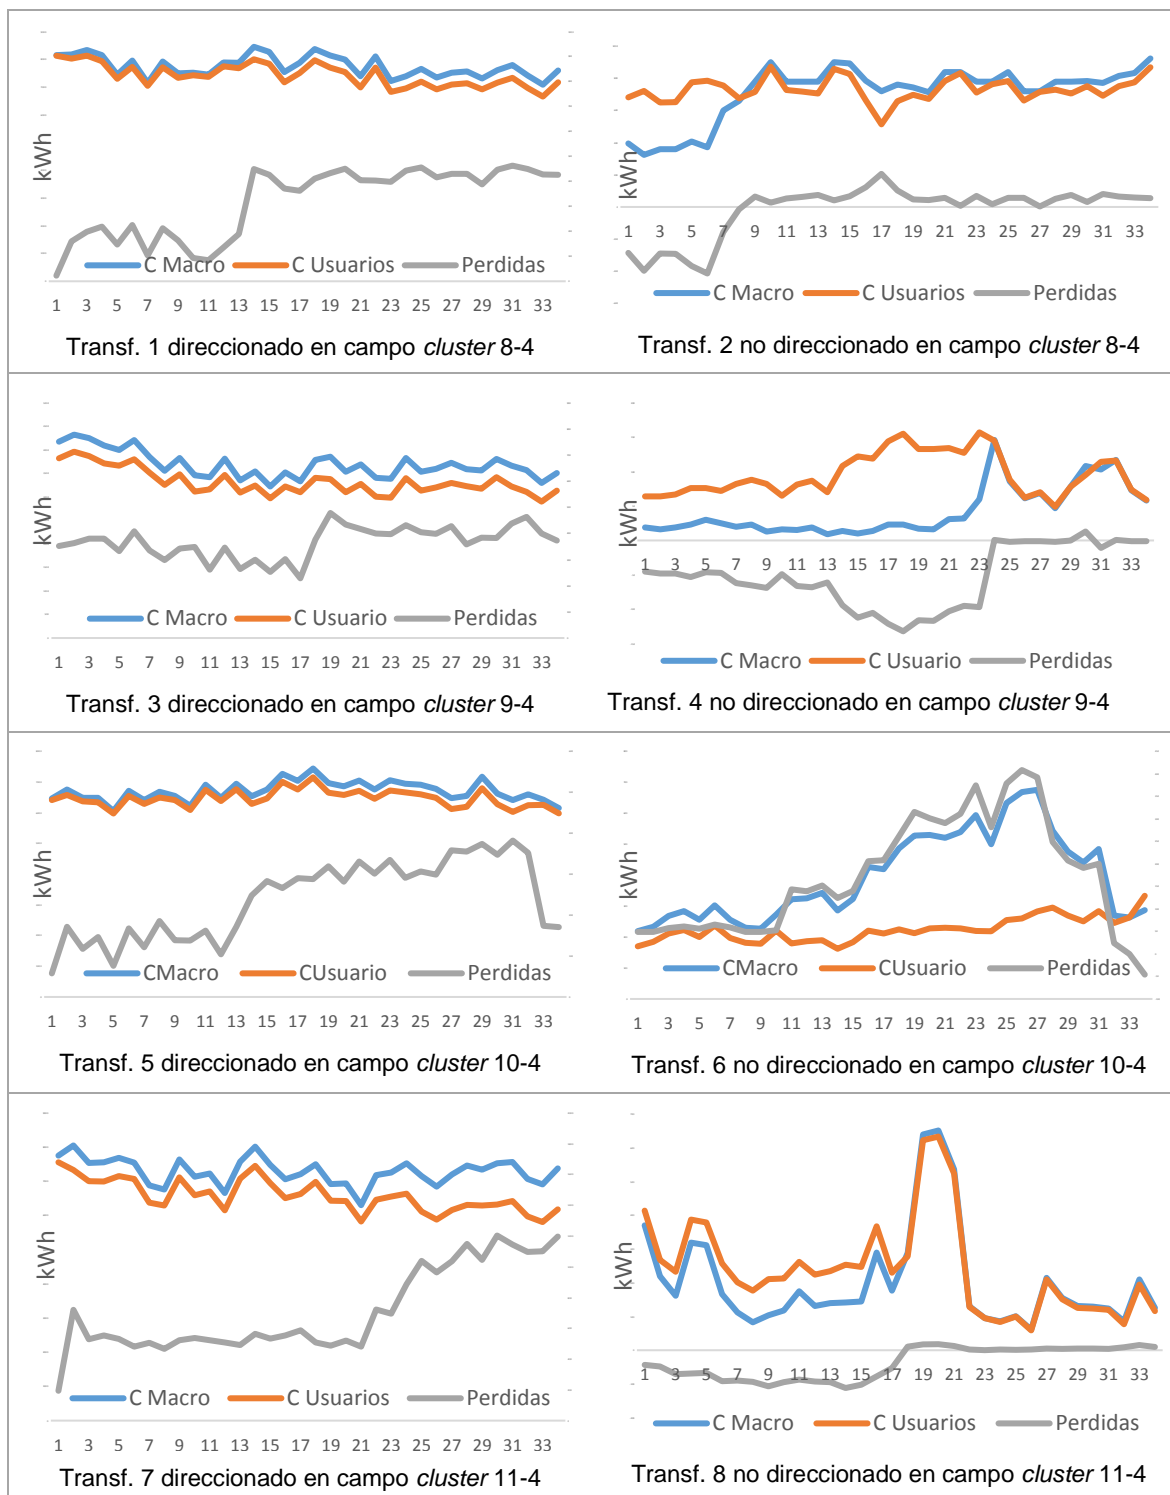 kWh
C Macro C Usuarios Perdidas
1 3 5 7 9 11 13 15 17 19 21 23 25 27 29 31 33
Transf. 1 direccionado en campo cluster 8-4
kWh
1 3 5 7 9 11 13 15 17 19 21 23 25 27 29 31 33
C Macro C Usuarios Perdidas
Transf. 2 no direccionado en campo cluster 8-4
kWh
C Macro C Usuario Perdidas
1 3 5 7 9 11 13 15 17 19 21 23 25 27 29 31 33
Transf. 3 direccionado en campo cluster 9-4
kWh
1 3 5 7 9 11 13 15 17 19 21 23 25 27 29 31 33
C Macro C Usuario Perdidas
Transf. 4 no direccionado en campo cluster 9-4
kWh
CMacro CUsuario Perdidas
1 3 5 7 9 11 13 15 17 19 21 23 25 27 29 31 33
Transf. 5 direccionado en campo cluster 10-4
kWh
CMacro CUsuario Perdidas
1 3 5 7 9 11 13 15 17 19 21 23 25 27 29 31 33
Transf. 6 no direccionado en campo cluster 10-4
kWh
C Macro C Usuarios Perdidas
1 3 5 7 9 11 13 15 17 19 21 23 25 27 29 31 33
Transf. 7 direccionado en campo cluster 11-4
kWh
1 3 5 7 9 11 13 15 17 19 21 23 25 27 29 31 33
C Macro C Usuarios Perdidas
Transf. 8 no direccionado en campo cluster 11-4